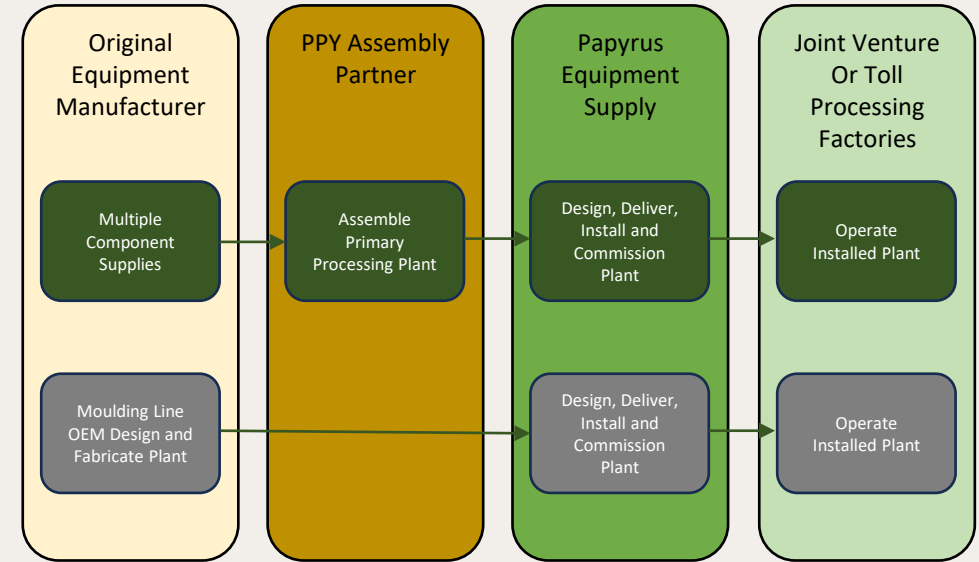 Original
Equipment
Manufacturer
PPY Assembly
Partner
Papyrus
Equipment
Supply
Joint Venture
Or Toll
Processing
Factories
Multiple
Component
Supplies
Assemble
Primary
Processing Plant
Design, Deliver,
Install and
Commission
Plant
Operate
Installed Plant
Moulding Line
OEM Design and
Fabricate Plant
Design, Deliver,
Install and
Commission
Plant
Operate
Installed Plant